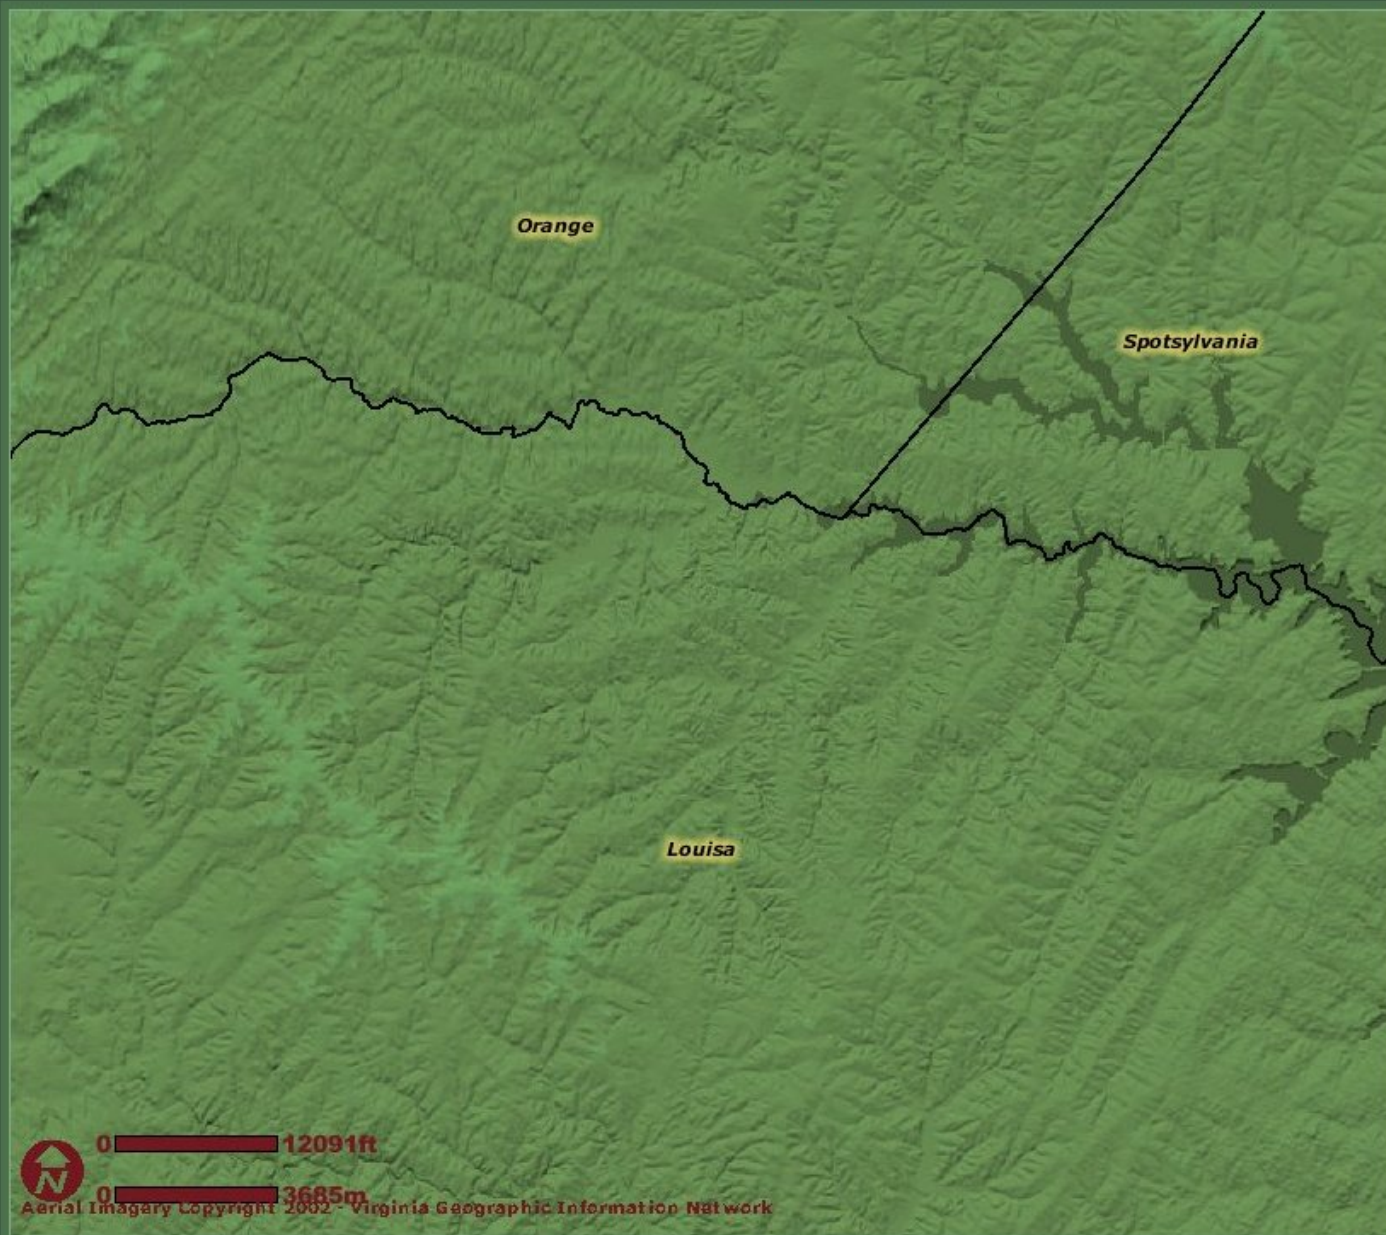 Orange
Spotsylvania
Louisa
0 12091ft
N
0 3685m
Aerial Imagery Copyright 2002 - Virginia Geographic Information Network